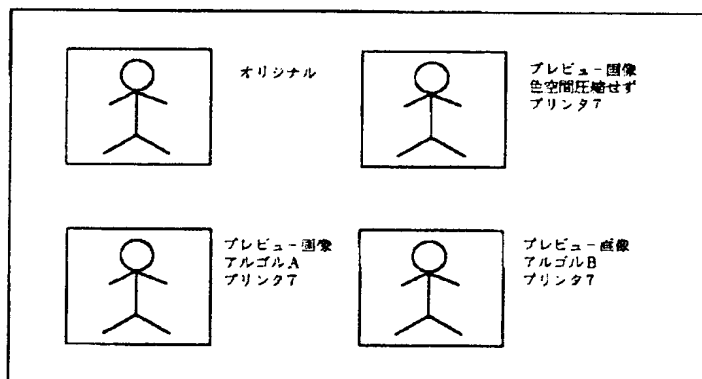 オリジナル
プレビュー画像
色空間圧縮せず
プリンタ7
プレビュー画像
アルゴルA
プリンタ7
プレビュー画像
アルゴルB
プリンタ7